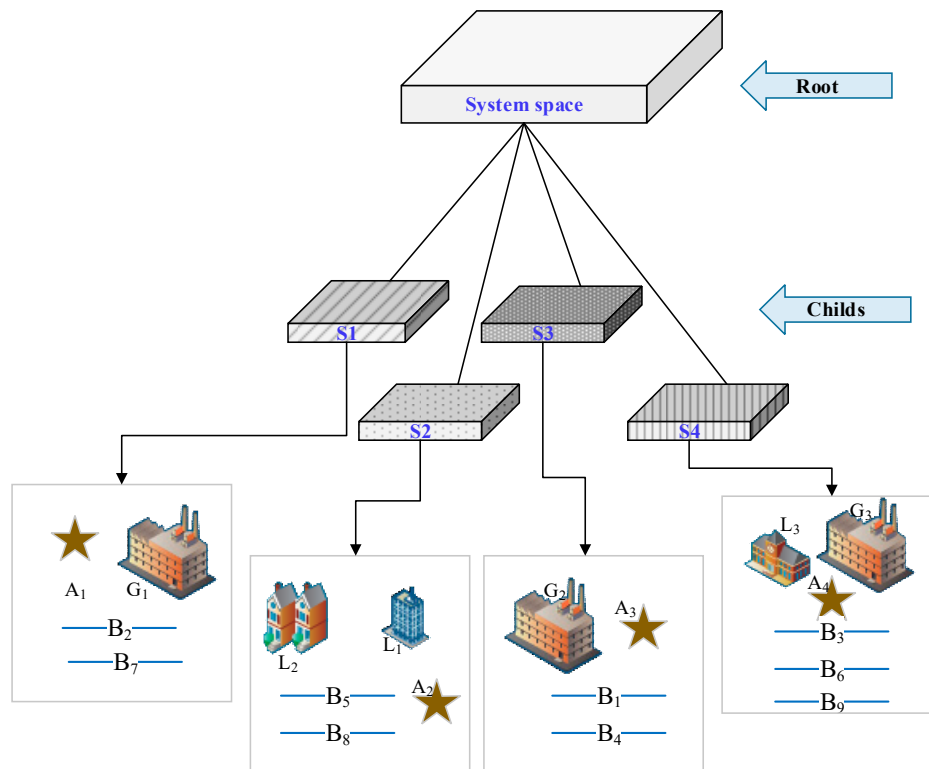 System space
Root
S1
S3
Childs
S2
S4
A₁
G₁
B₂
B₇
L₂
L₁
B₅
A₂
B₈
G₂
A₃
B₁
B₄
L₃
G₃
A₄
B₃
B₆
B₉